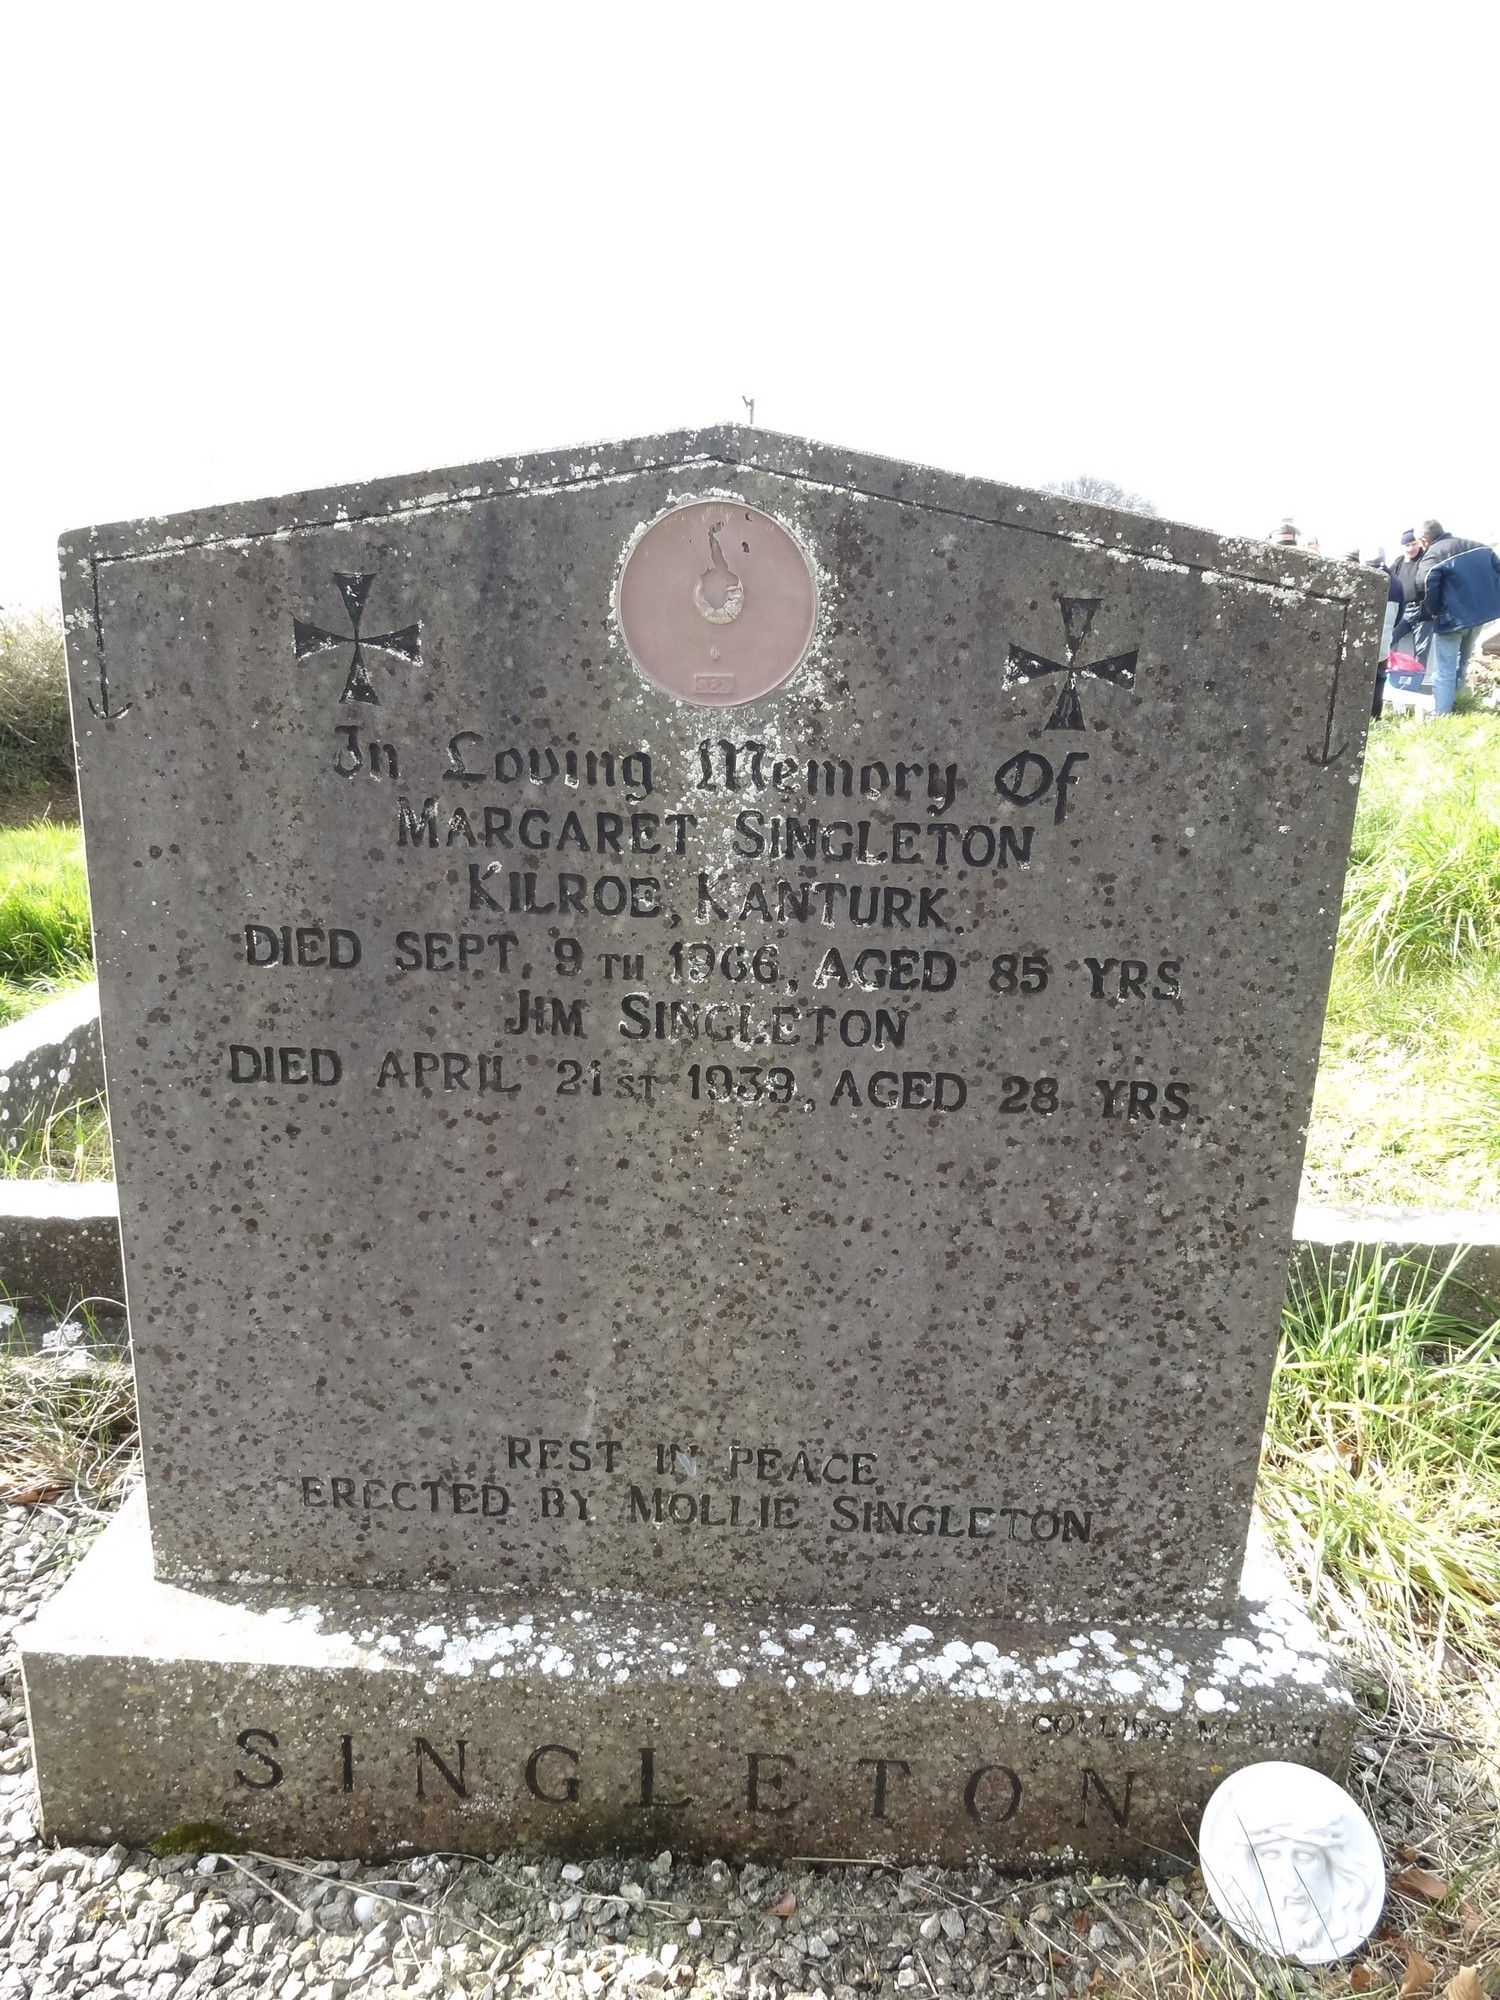 In Loving Memory Of
MARGARET SINGLETON
KILROE, KANTURK.
DIED SEPT. 9TH 1966, AGED 85 YRS
JIM SINGLETON
DIED APRIL 21ST 1939, AGED 28 YRS.
REST IN PEACE
ERECTED BY MOLLIE SINGLETON.
COLLINS
SINGLETON